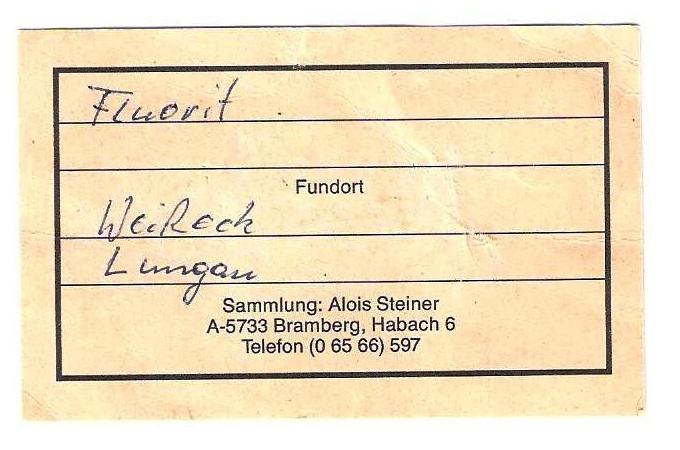 Fluorit
Fundort
Weißeck
Lungau
Sammlung: Alois Steiner
A-5733 Bramberg, Habach 6
Telefon (0 65 66) 597